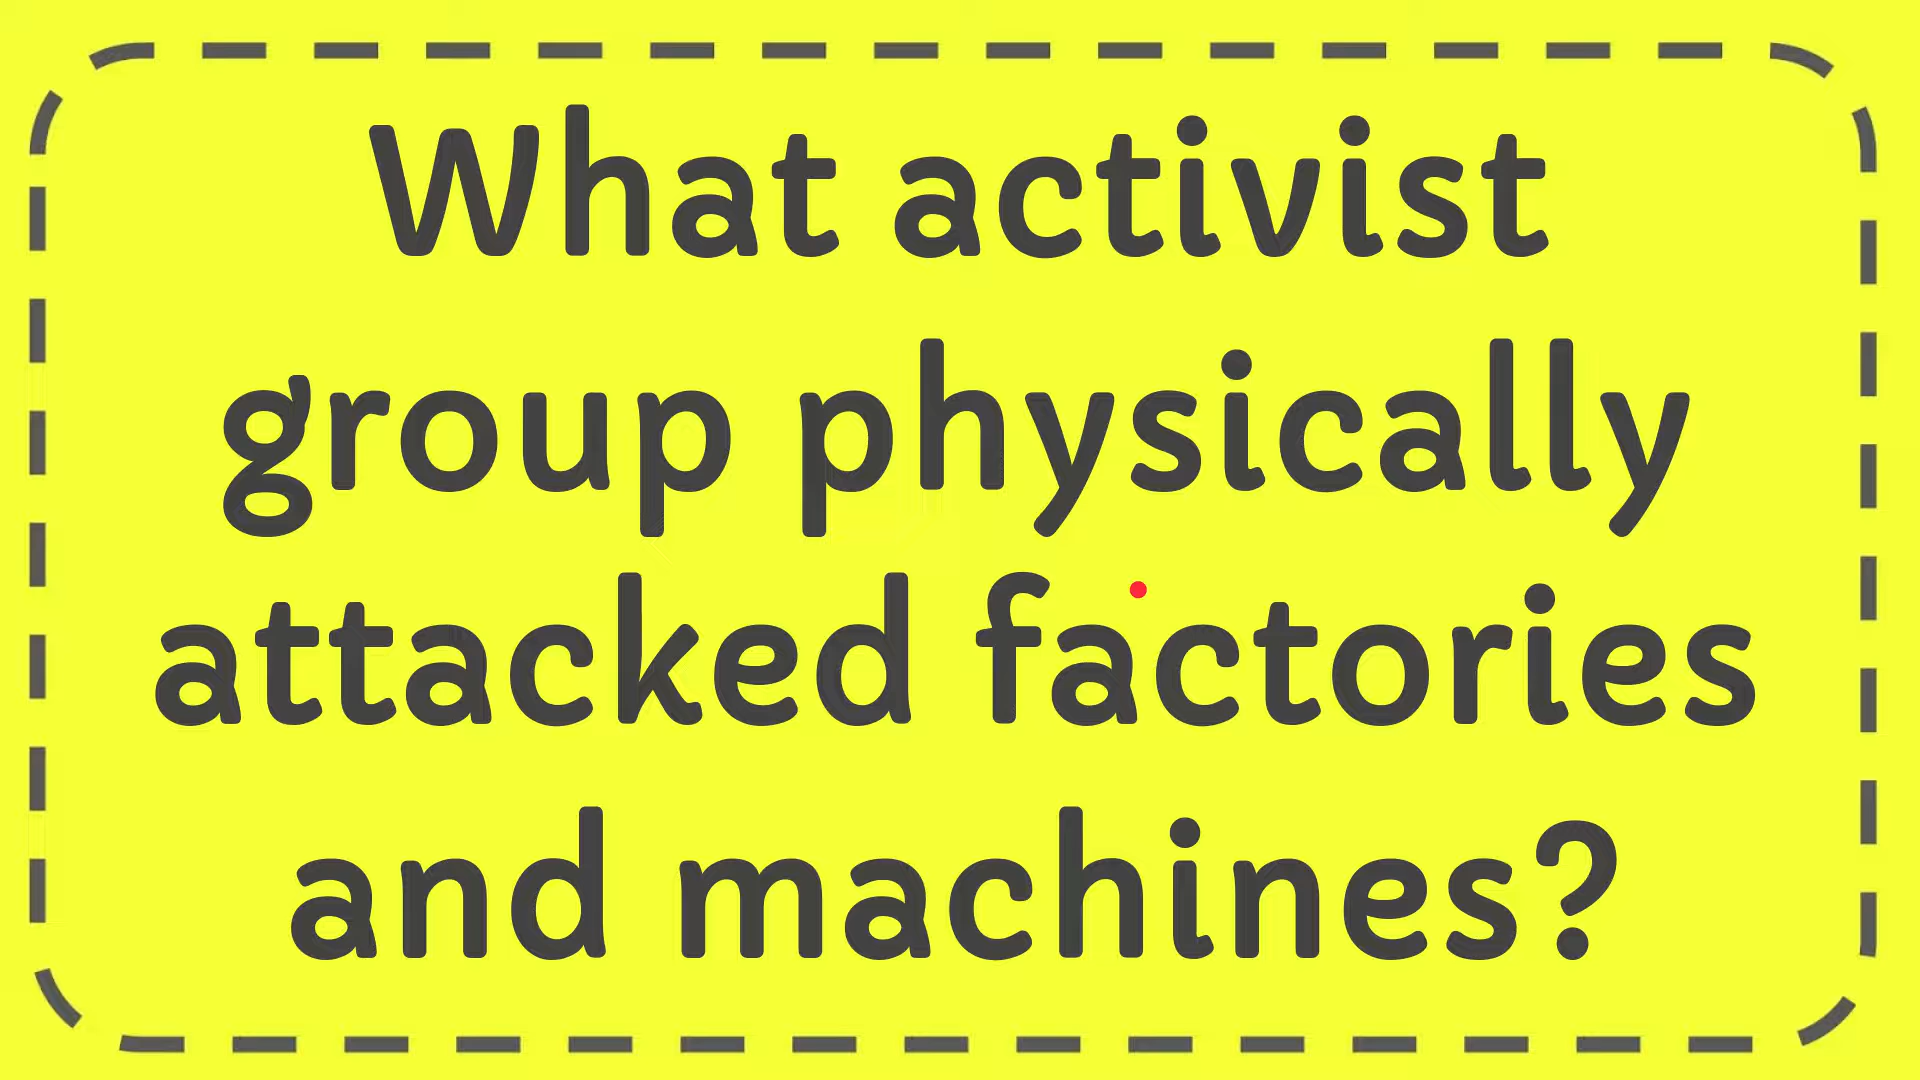 What activist
group physically
attacked factories
and machines?